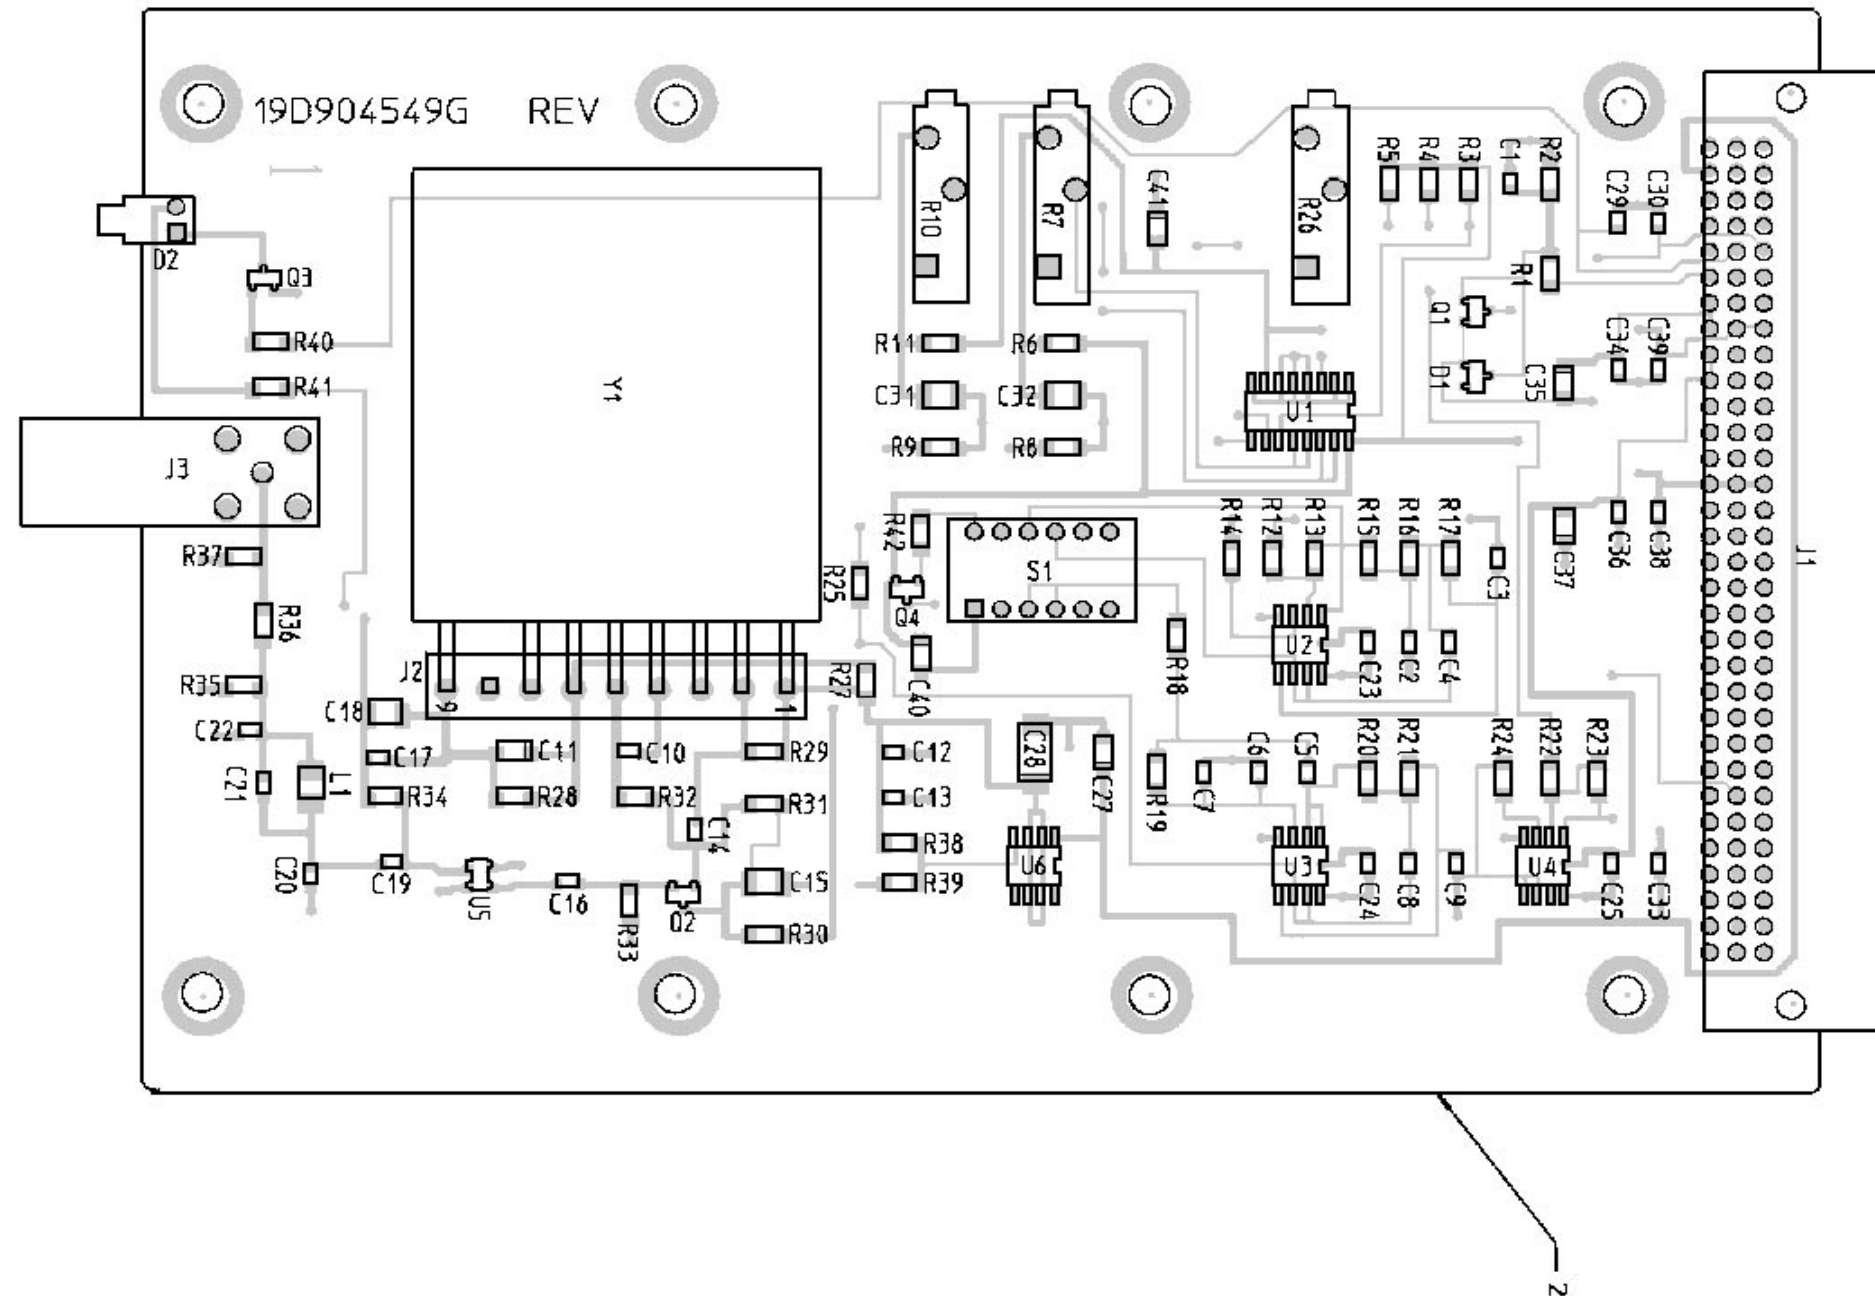 19D904549G REV
R5 R4 R3 C1 R2
C41 C29 C30
R10 R7 R26
D2 Q3 R1
Q1
R40 R11 R6 C34 C39
R41 Y1 C31 C32 U1 D1 C35
J3 R9 R8
R42 R14 R12 R13 R15 R16 R17
R37 R25 S1 C3 C37 C36 C38 J1
R36 Q4
U2
R35 J2 R27 C40 R18 C23 C2 C4
C18 9 1
C22 C17 C11 C10 R29 C12 C28 C6 C5 R20 R21 R24 R22 R23
C21 L1 R34 R28 R32 R31 C13 C27 R19 C7
C14 R38
C20 C19 U5 C16 C15 R39 U6 U3 U4
R33 Q2 C24 C8 C9 C25 C33
R30
2